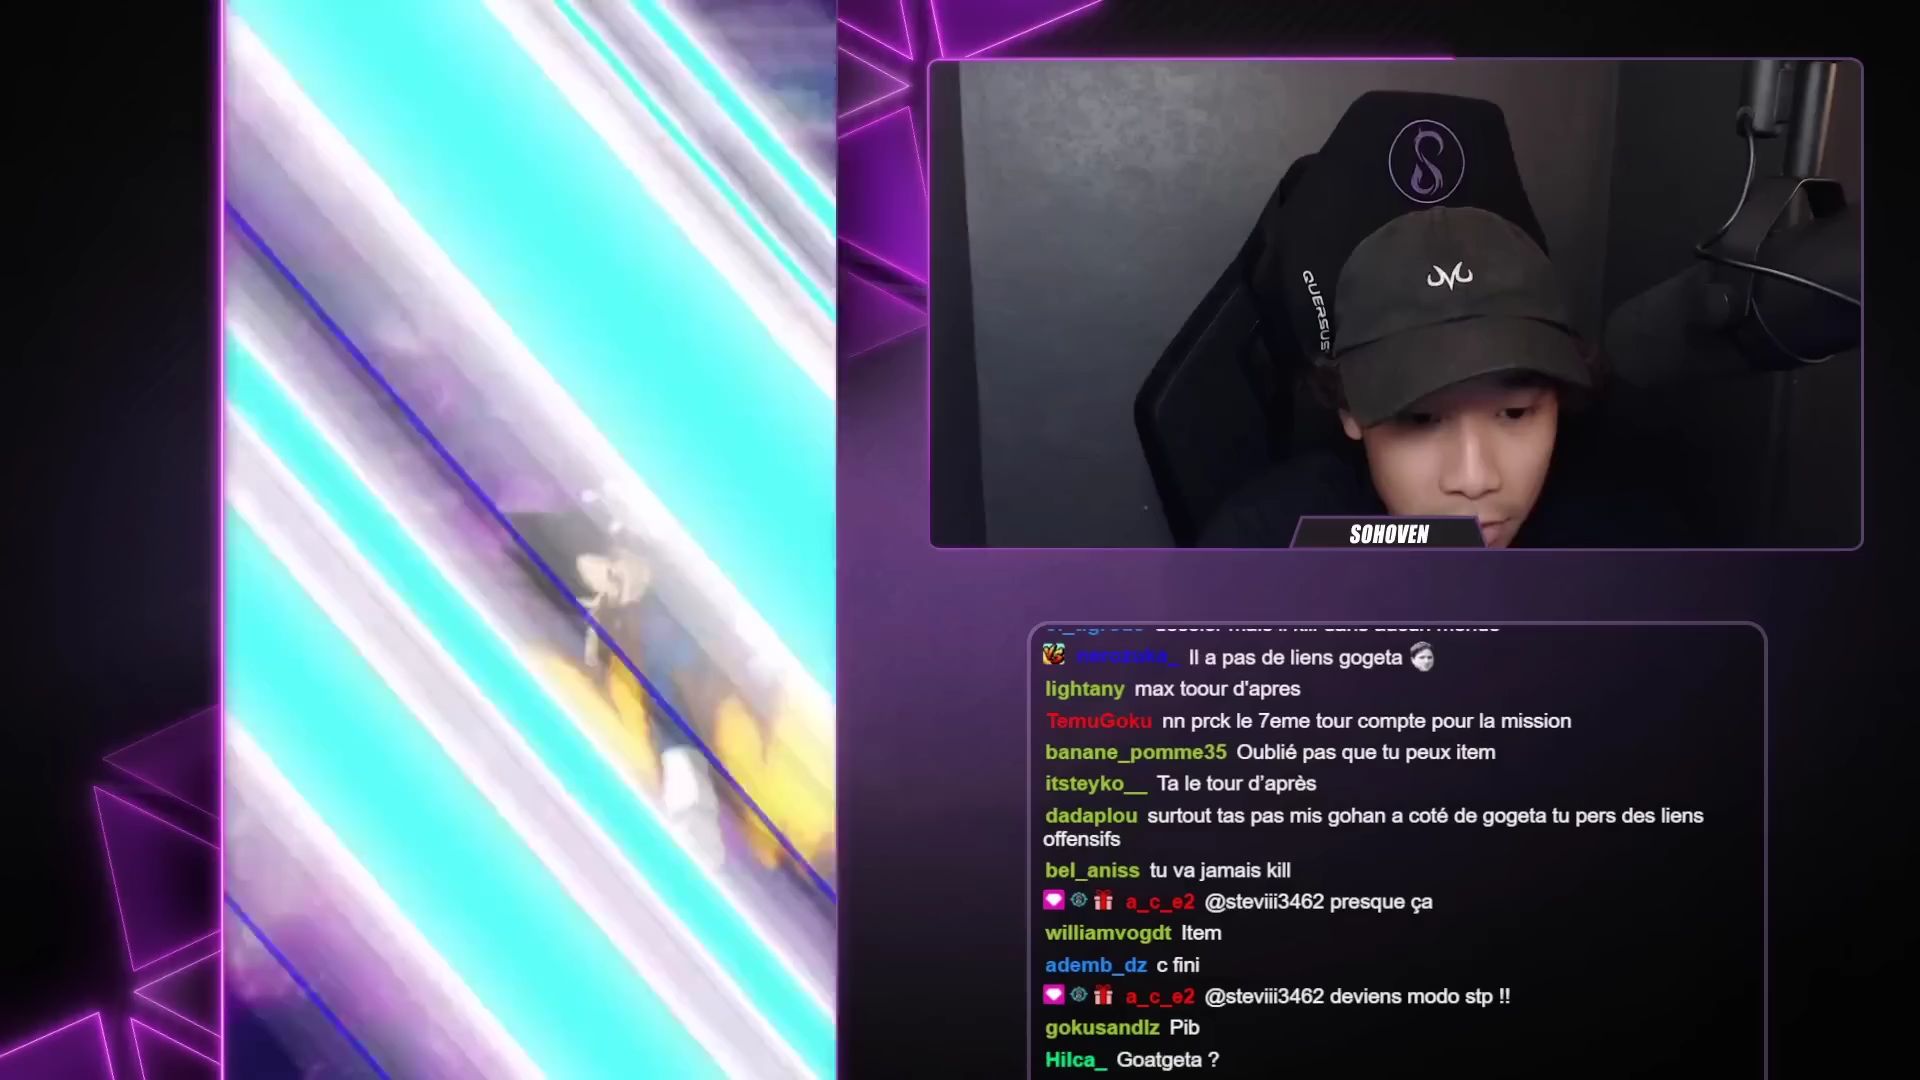 QUERSUS
SOHOVEN
Il a pas de liens gogeta
lightany max toour d'apres
TemuGoku nn prck le 7eme tour compte pour la mission
banane_pomme35 Oublié pas que tu peux item
itsteyko__ Ta le tour d'après
dadaplou surtout tas pas mis gohan a coté de gogeta tu pers des liens
offensifs
bel_aniss tu va jamais kill
a_c_e2 @steviii3462 presque ça
williamvogdt Item
ademb_dz c fini
a_c_e2 @steviii3462 deviens modo stp !!
gokusandlz Pib
Hilca_ Goatgeta ?